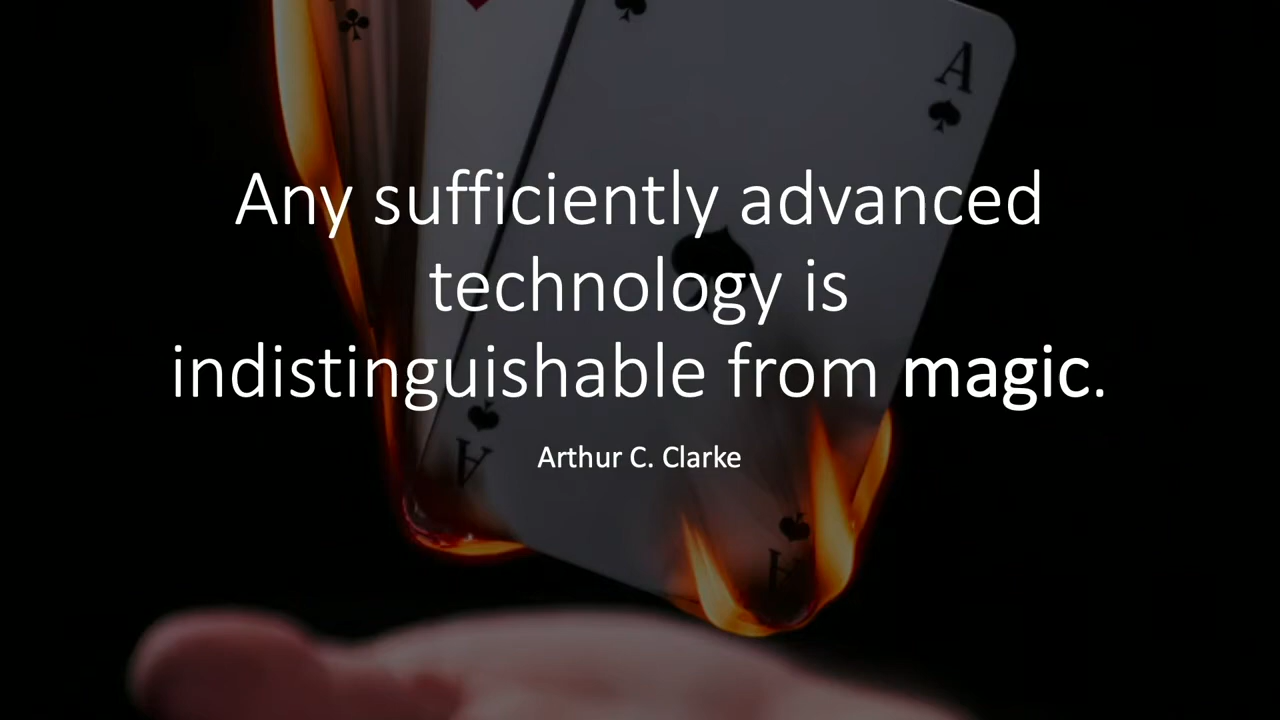 A
Any sufficiently advanced
technology is
indistinguishable from magic.
A
Arthur C. Clarke
A